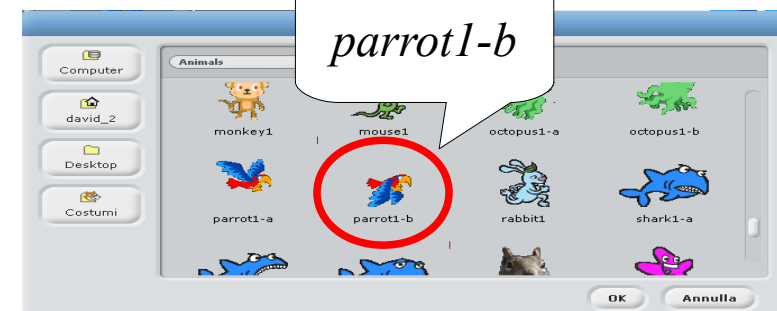 parrot1-b
Computer
david_2
Desktop
Costumi
Animals
monkey1
mouse1
octopus1-a
octopus1-b
parrot1-a
parrot1-b
rabbit1
shark1-a
OK
Annulla